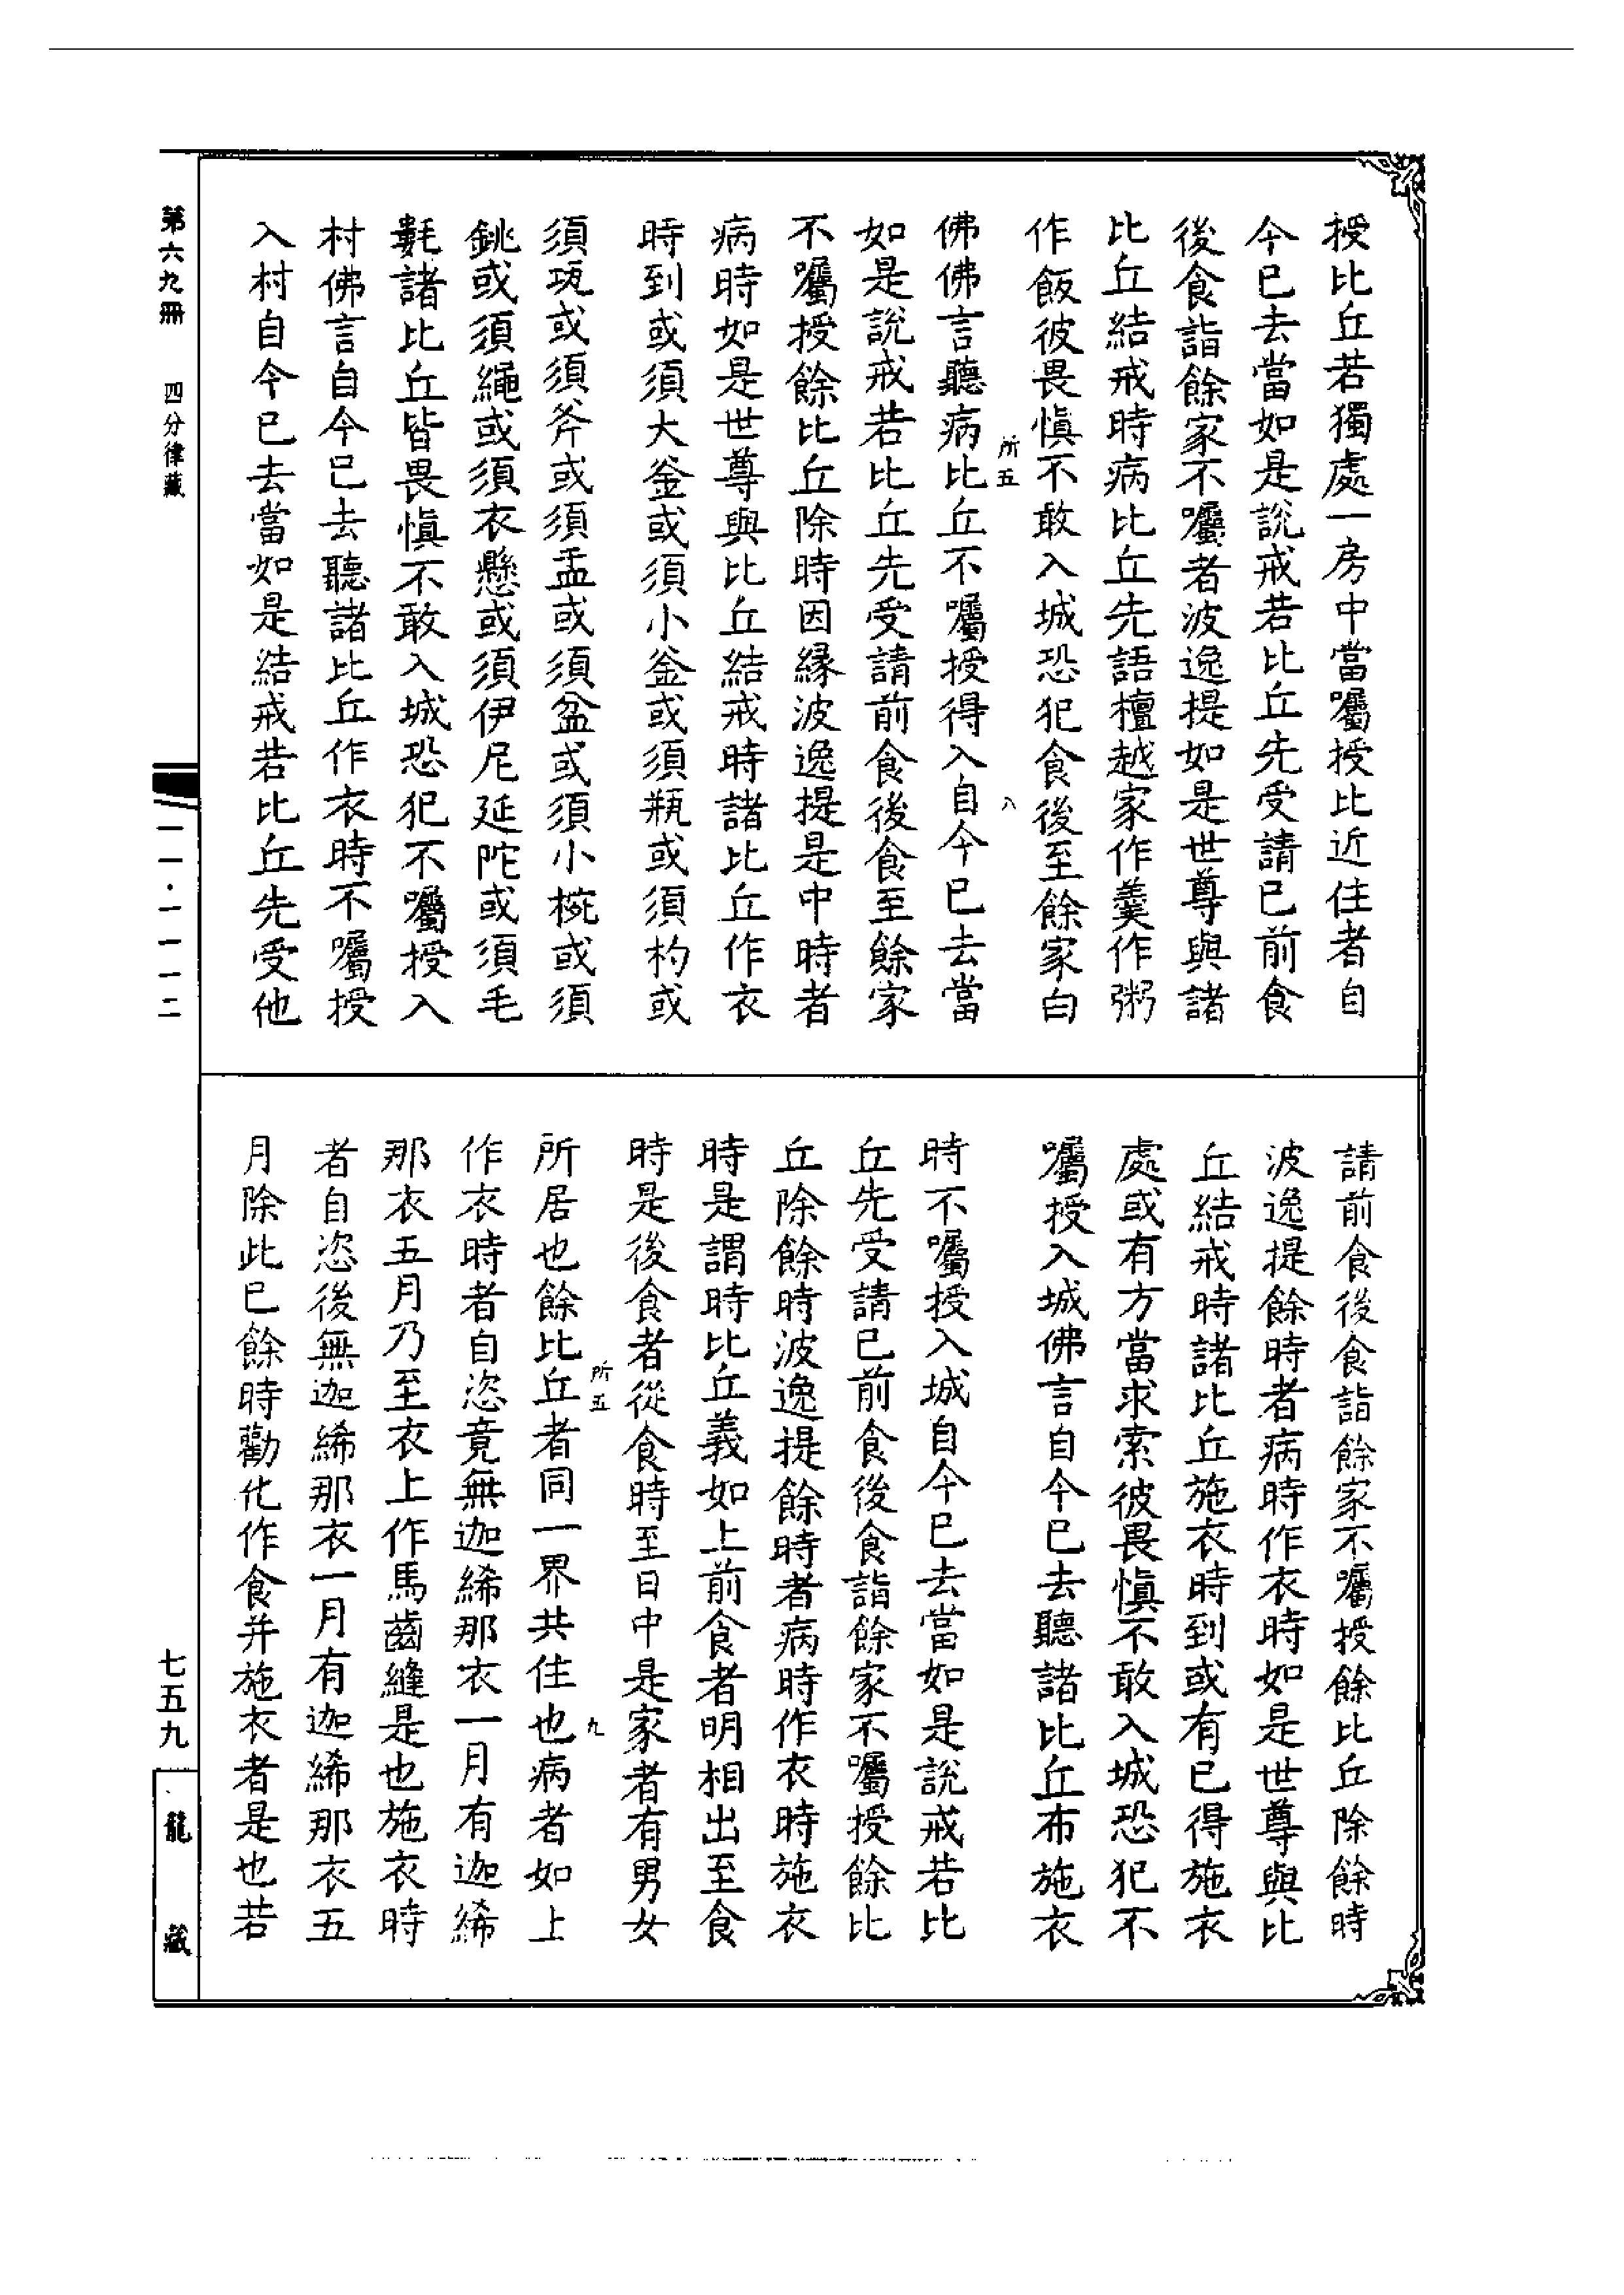 授比丘若獨處一房中當囑授比近住者自
今已去當如是說戒若比丘先受請已前食
後食詣餘家不囑者波逸提如是世尊與諸
比丘結戒時病比丘先語檀越家作羹作粥
作飯彼畏慎不敢入城恐犯食後至餘家白
所五
八
佛佛言聽病比丘不囑授得入自今已去當
如是說戒若比丘先受請前食後食至餘家
不囑授餘比丘除時因緣波逸提是中時者
病時如是世尊與比丘結戒時諸比丘作衣
時到或須大釜或須小釜或須瓶或須杓或
須瓨或須斧或須盂或須盆或須小椀或須
銚或須繩或須衣懸或須伊尼延陀或須毛
㲲諸比丘皆畏慎不敢入城恐犯不囑授入
村佛言自今已去聽諸比丘作衣時不囑授
入村自今已去當如是結戒若比丘先受他
請前食後食詣餘家不囑授餘比丘除餘時
波逸提餘時者病時作衣時如是世尊與比
丘結戒時諸比丘施衣時到或有已得施衣
處或有方當求索彼畏慎不敢入城恐犯不
囑授入城佛言自今已去聽諸比丘布施衣
時不囑授入城自今已去當如是說戒若比
丘先受請已前食後食詣餘家不囑授餘比
丘除餘時波逸提餘時者病時作衣時施衣
時是謂時比丘義如上前食者明相出至食
時是後食者從食時至日中是家者有男女
所五
九
所居也餘比丘者同一界共住也病者如上
作衣時者自恣竟無迦絺那衣一月有迦絺
那衣五月乃至衣上作馬齒縫是也施衣時
者自恣後無迦絺那衣一月有迦絺那衣五
月除此已餘時勸化作食并施衣者是也若
第六九冊 四分律藏
一一·一一一二
七五九
龍藏